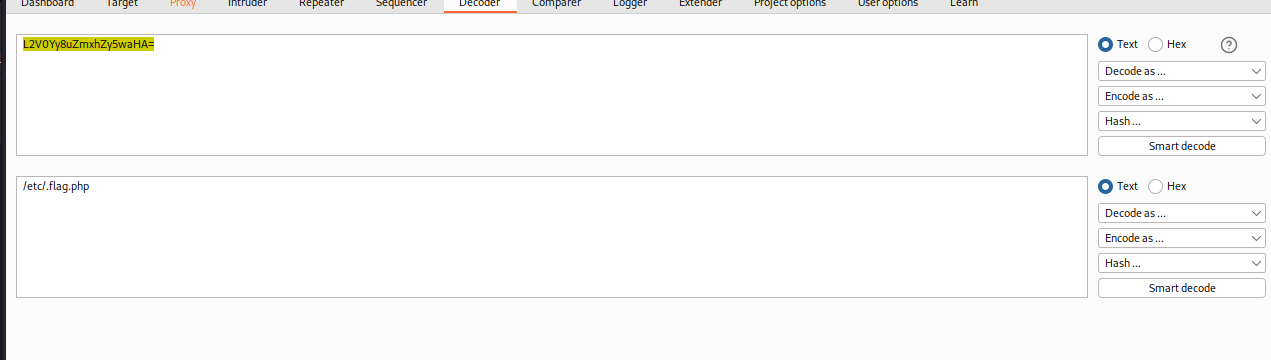 Dashboard Target Proxy Intruder Repeater Sequencer Decoder Comparer Logger Extender Project options User options Learn
L2V0Yy8uZmxhZy5waHA=
Text Hex ?
Decode as ...
Encode as ...
Hash ...
Smart decode
/etc/.flag.php
Text Hex
Decode as ...
Encode as ...
Hash ...
Smart decode